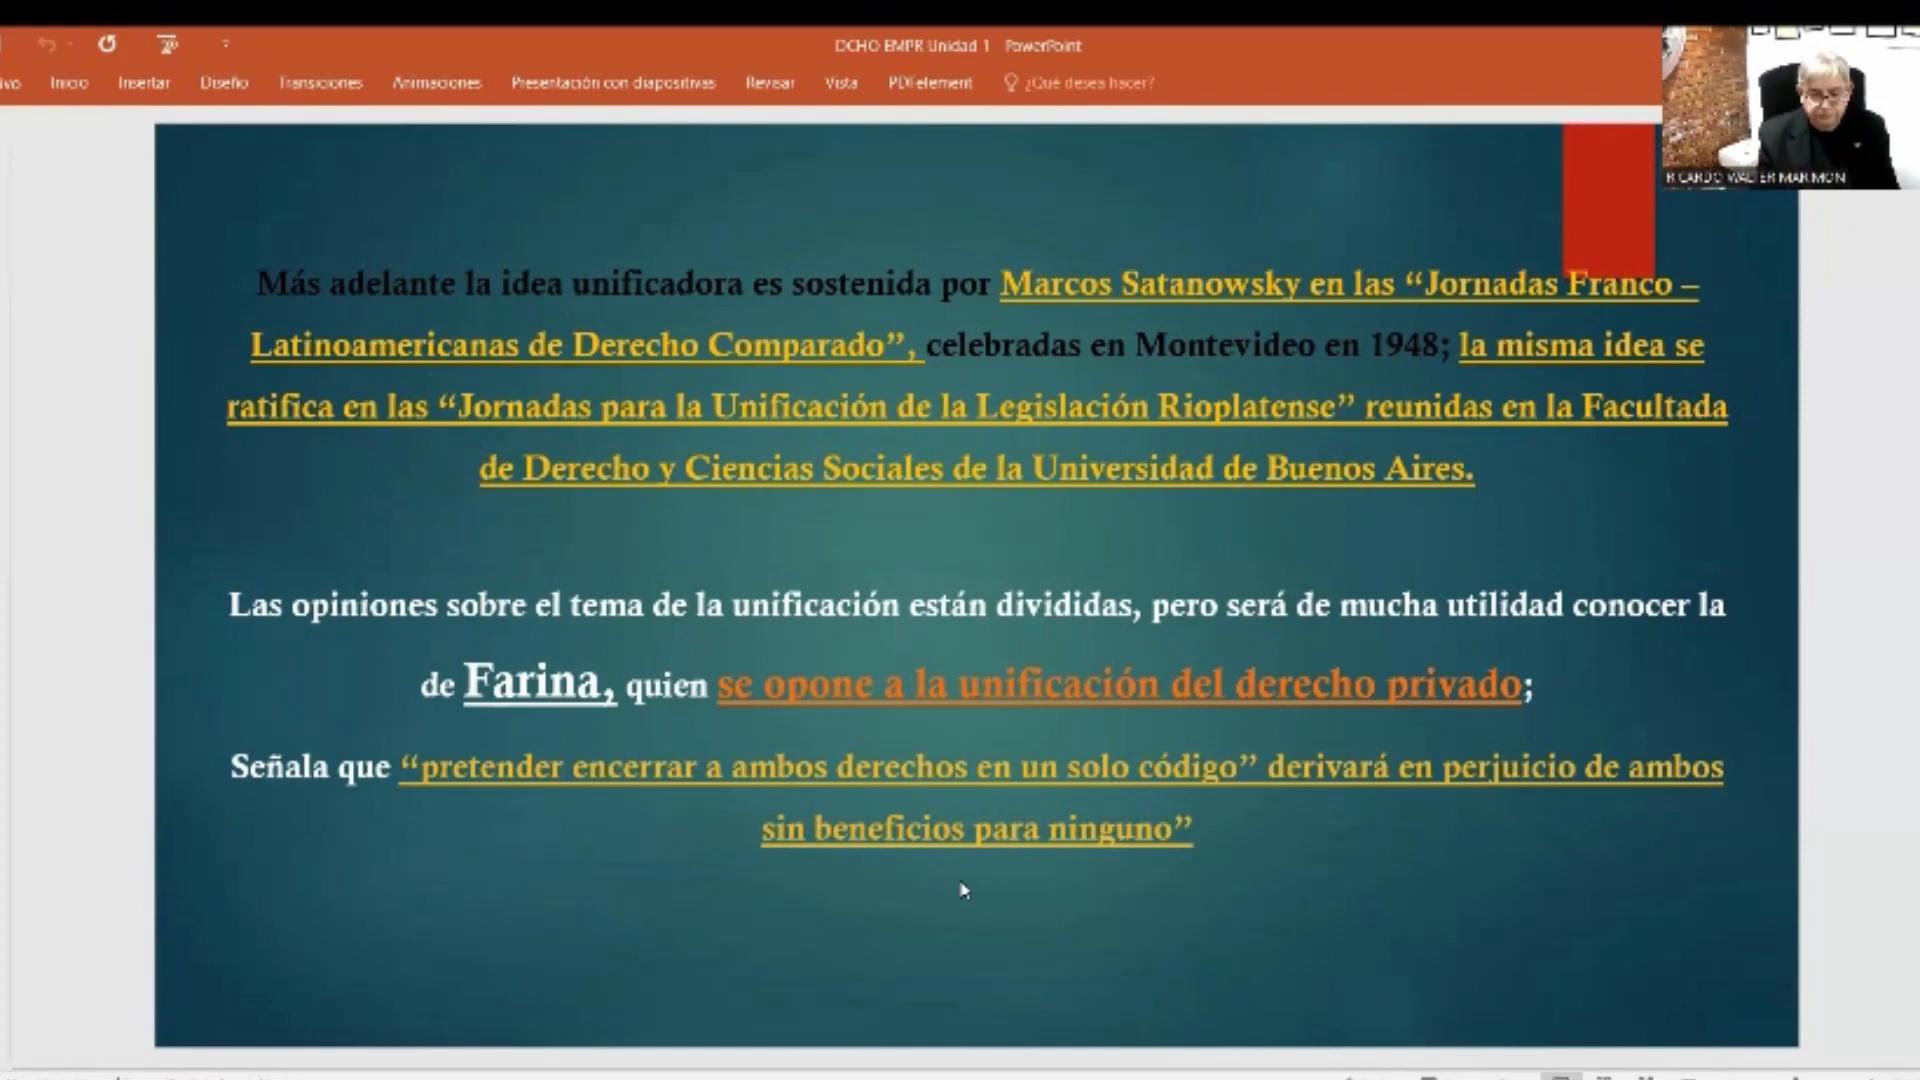 DCHO EMPR Unidad 1 PowerPoint
Inicio Insertar Diseño Transiciones Animaciones Presentación con diapositivas Revisar Vista PDFelement ¿Qué desea hacer?
RICARDO WALTER MARIMON
Más adelante la idea unificadora es sostenida por Marcos Satanowsky en las “Jornadas Franco –
Latinoamericanas de Derecho Comparado”, celebradas en Montevideo en 1948; la misma idea se
ratifica en las “Jornadas para la Unificación de la Legislación Rioplatense” reunidas en la Facultada
de Derecho y Ciencias Sociales de la Universidad de Buenos Aires.
Las opiniones sobre el tema de la unificación están divididas, pero será de mucha utilidad conocer la
de Farina, quien se opone a la unificación del derecho privado;
Señala que “pretender encerrar a ambos derechos en un solo código” derivará en perjuicio de ambos
sin beneficios para ninguno”